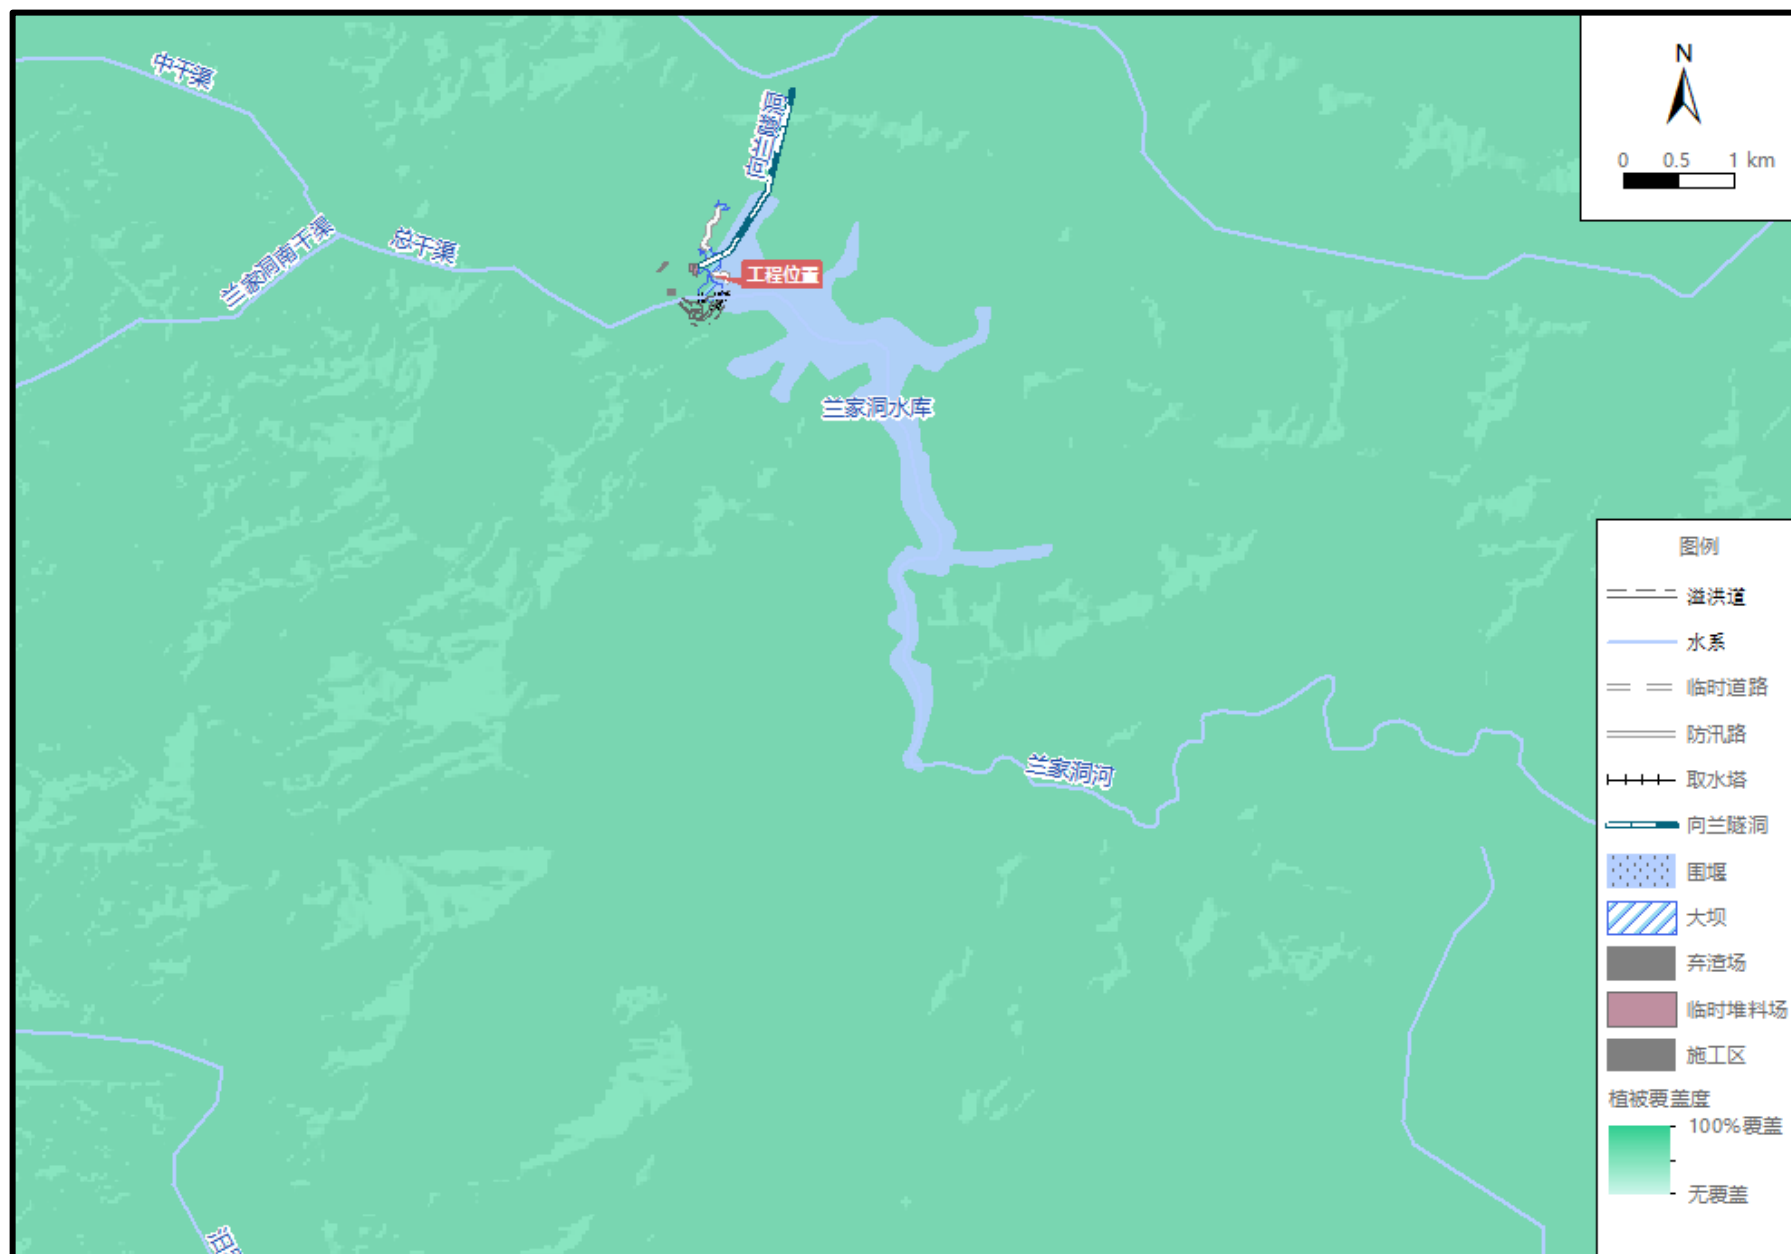 中干渠
向兰隧洞
总干渠
兰家洞南干渠
工程位置
兰家洞水库
兰家洞河
N
0 0.5 1 km
图例
溢洪道
水系
临时道路
防汛路
取水塔
向兰隧洞
围堰
大坝
弃渣场
临时堆料场
施工区
植被覆盖度
100%覆盖
无覆盖